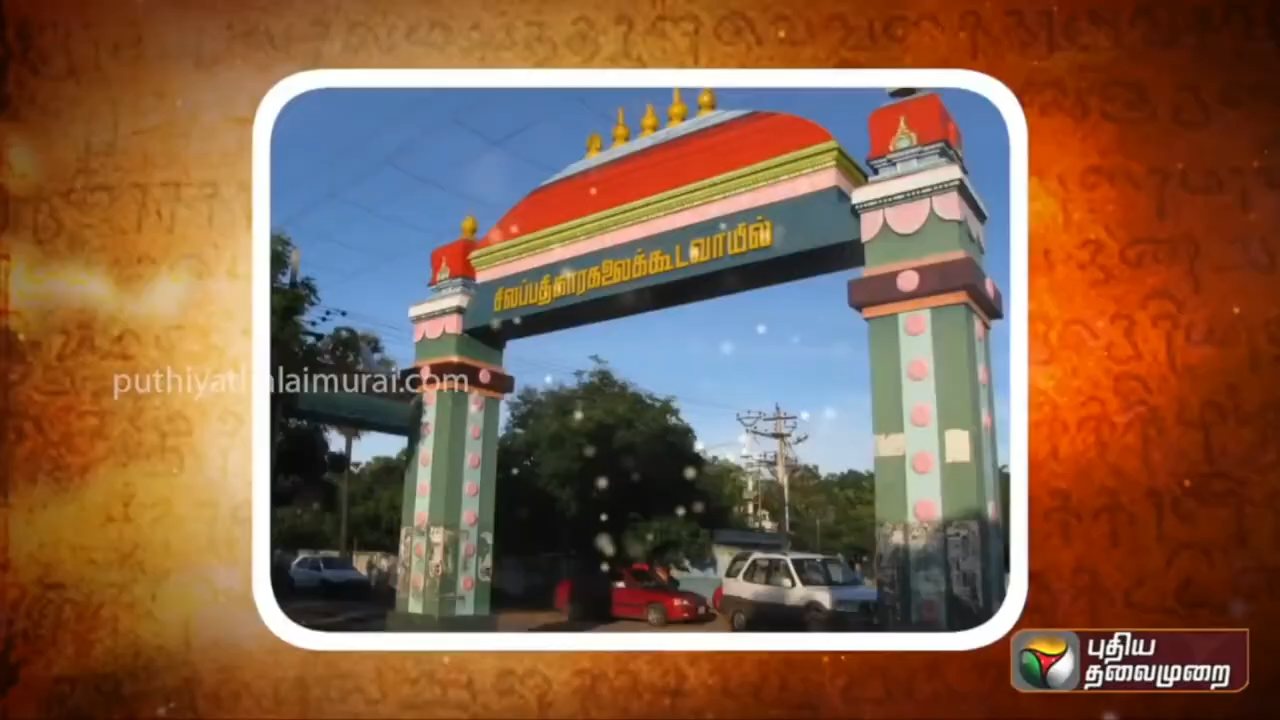 சிலப்பதிகாரகலைக்கூடவாயில்
puthiyathalaimurai.com
புதிய
தலைமுறை